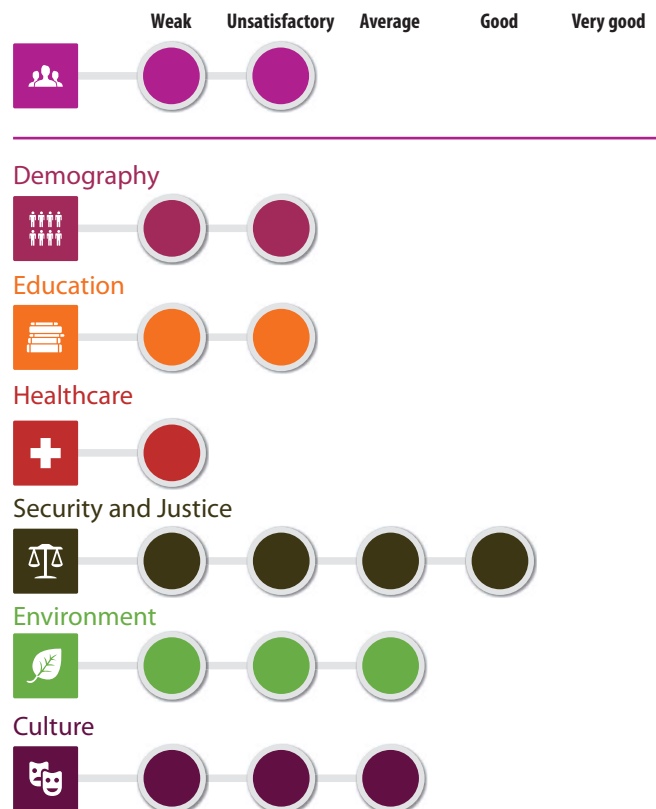 Weak Unsatisfactory Average Good Very good
Demography
Education
Healthcare
Security and Justice
Environment
Culture